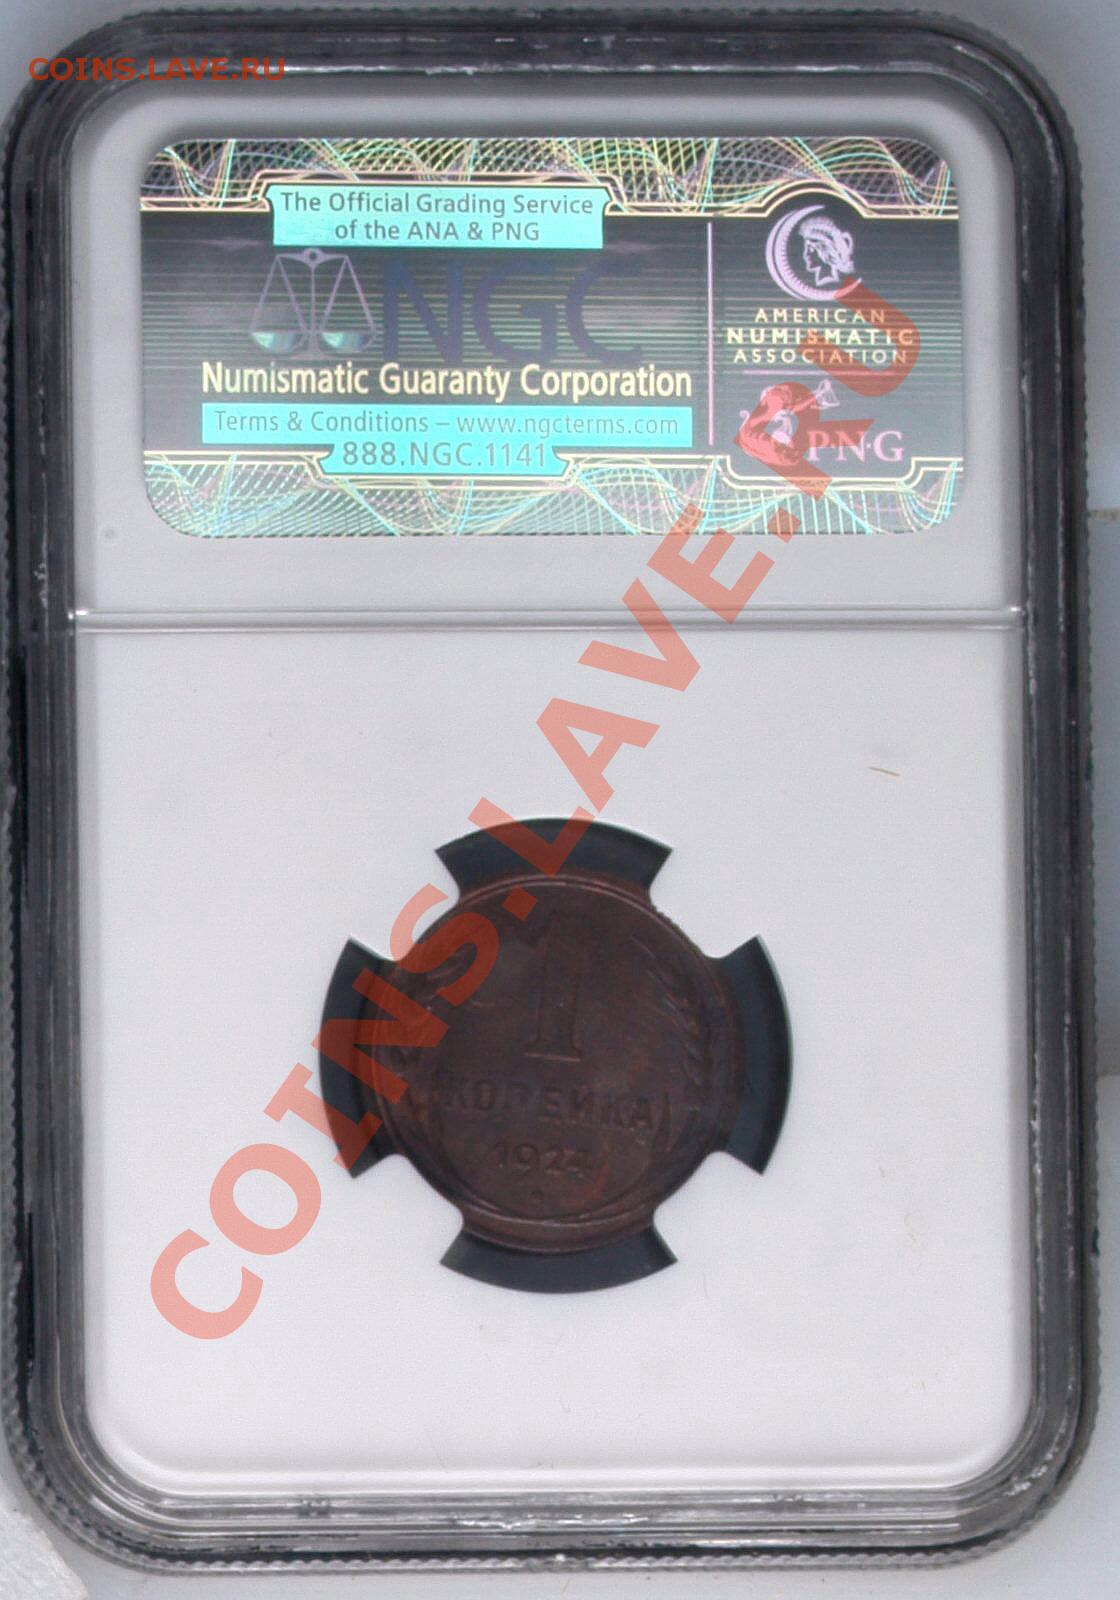 COINS.LAVE.RU
The Official Grading Service
of the ANA & PNG
NGC
Numismatic Guaranty Corporation
Terms & Conditions – www.ngcterms.com
888.NGC.1141
AMERICAN
NUMISMATIC
ASSOCIATION
P·N·G
COINS.LAVE.RU
1
КОПЕЙКА
1924